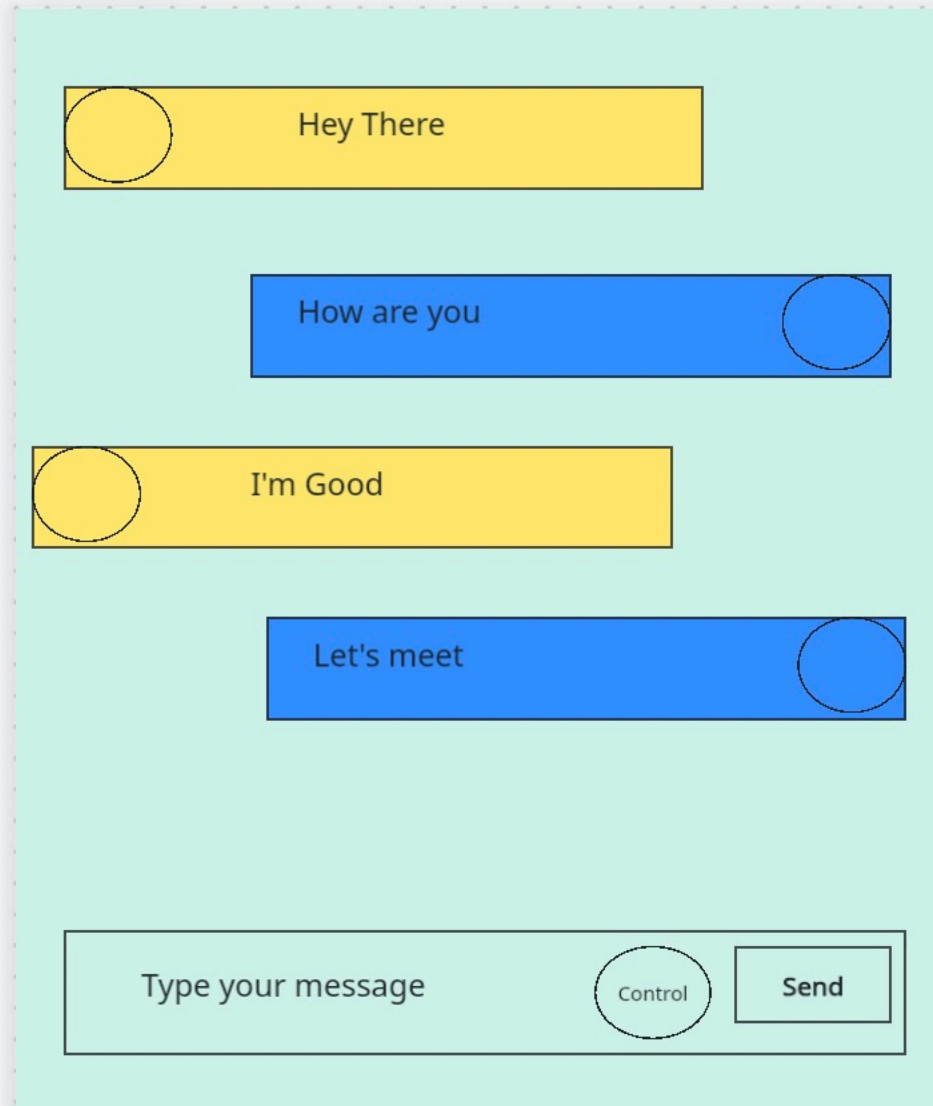 Hey There
How are you
I'm Good
Let's meet
Type your message
Control
Send